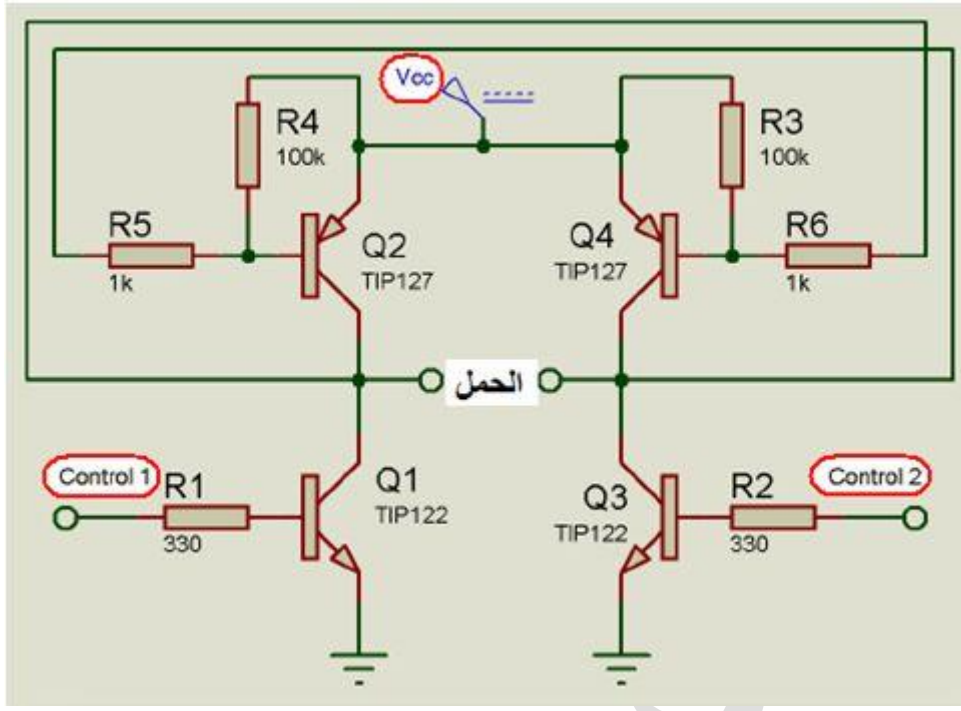 Vcc
R4
100k
R3
100k
R5
1k
Q2
TIP127
Q4
TIP127
R6
1k
الحمل
Control 1
R1
330
Q1
TIP122
Q3
TIP122
R2
330
Control 2